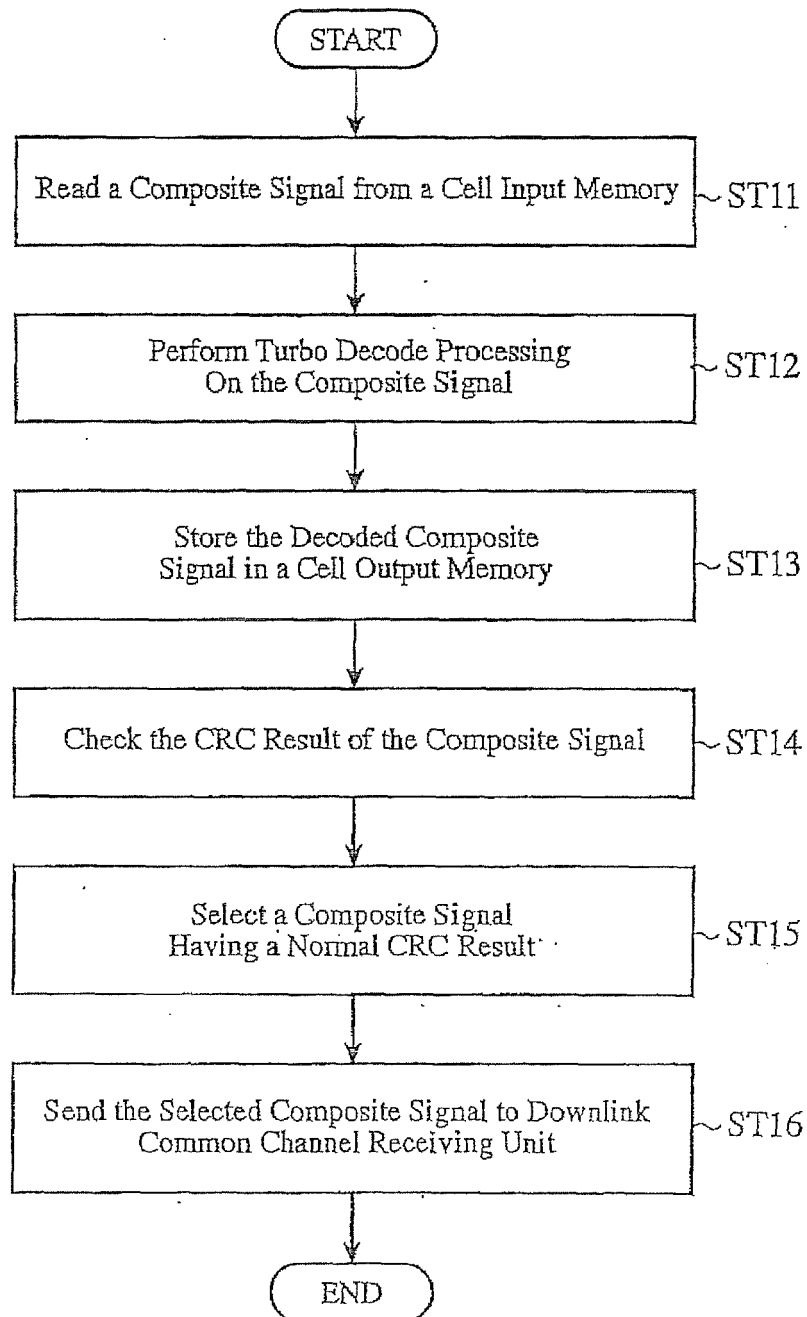 START
Read a Composite Signal from a Cell Input Memory
~ST11
Perform Turbo Decode Processing
On the Composite Signal
~ST12
Store the Decoded Composite
Signal in a Cell Output Memory
~ST13
Check the CRC Result of the Composite Signal
~ST14
Select a Composite Signal
Having a Normal CRC Result
~ST15
Send the Selected Composite Signal to Downlink
Common Channel Receiving Unit
~ST16
END